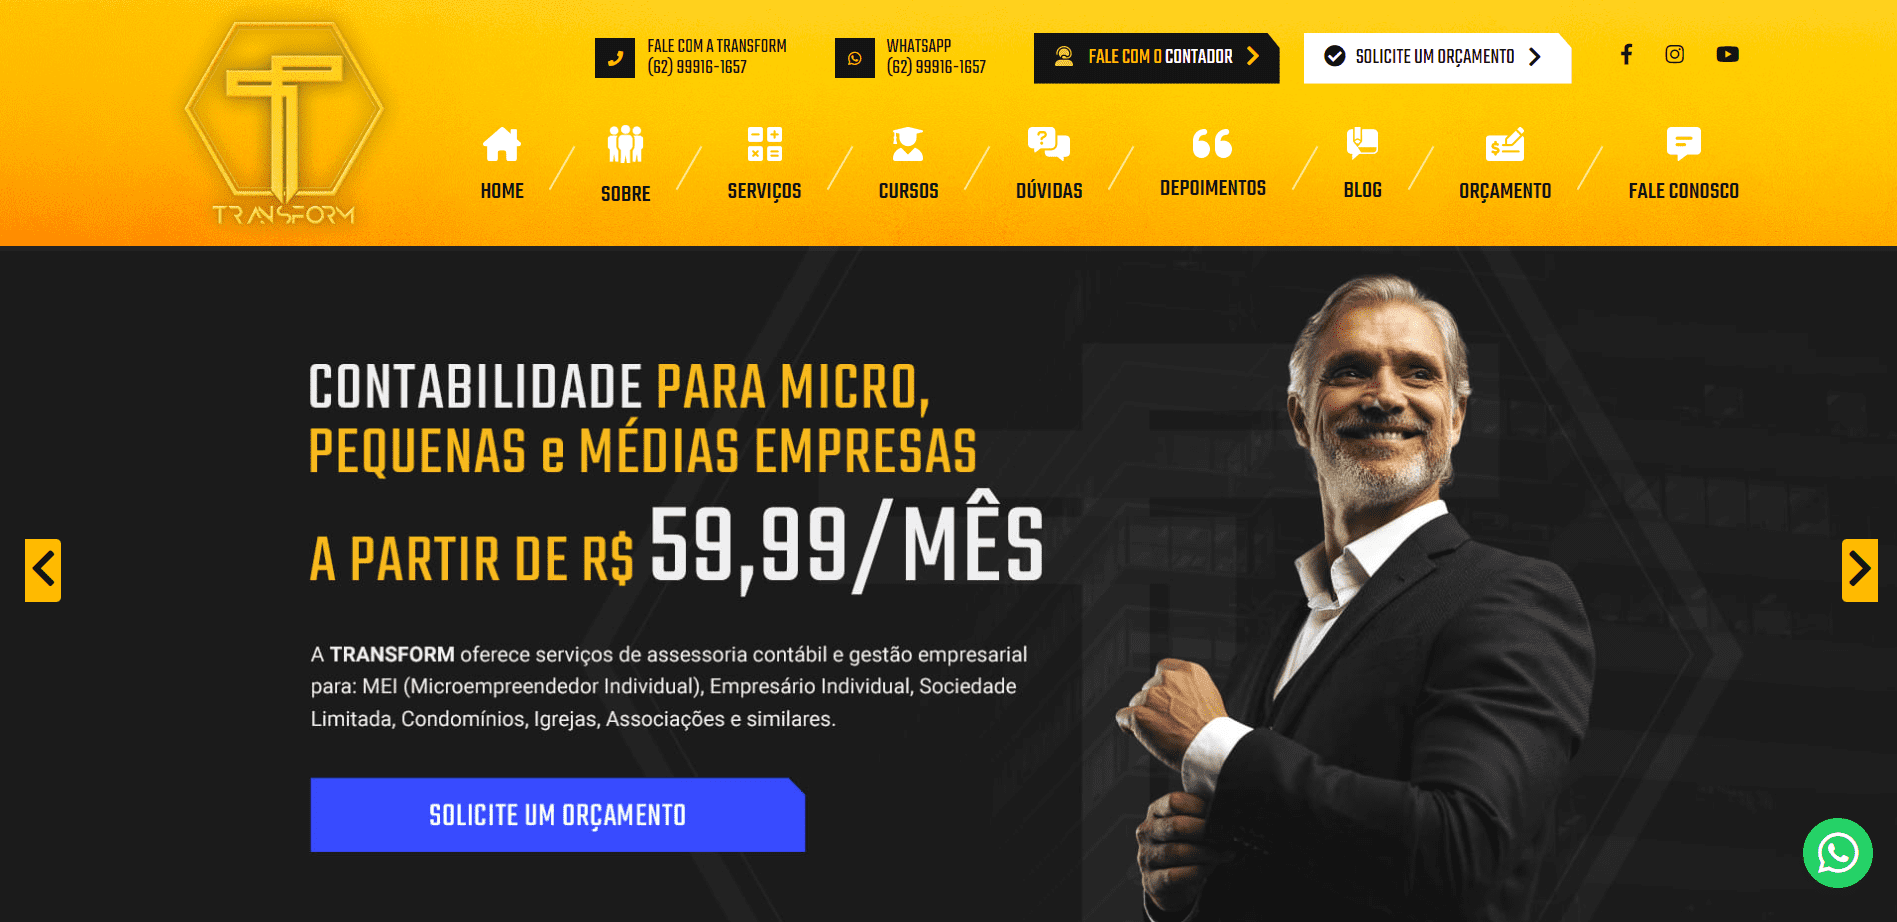 TRANSFORM
FALE COM A TRANSFORM
(62) 99916-1657
WHATSAPP
(62) 99916-1657
FALE COM O CONTADOR
SOLICITE UM ORÇAMENTO
HOME
SOBRE
SERVIÇOS
CURSOS
DÚVIDAS
DEPOIMENTOS
BLOG
ORÇAMENTO
FALE CONOSCO
CONTABILIDADE PARA MICRO,
PEQUENAS e MÉDIAS EMPRESAS
A PARTIR DE R$ 59,99/MÊS
A TRANSFORM oferece serviços de assessoria contábil e gestão empresarial
para: MEI (Microempreendedor Individual), Empresário Individual, Sociedade
Limitada, Condomínios, Igrejas, Associações e similares.
SOLICITE UM ORÇAMENTO